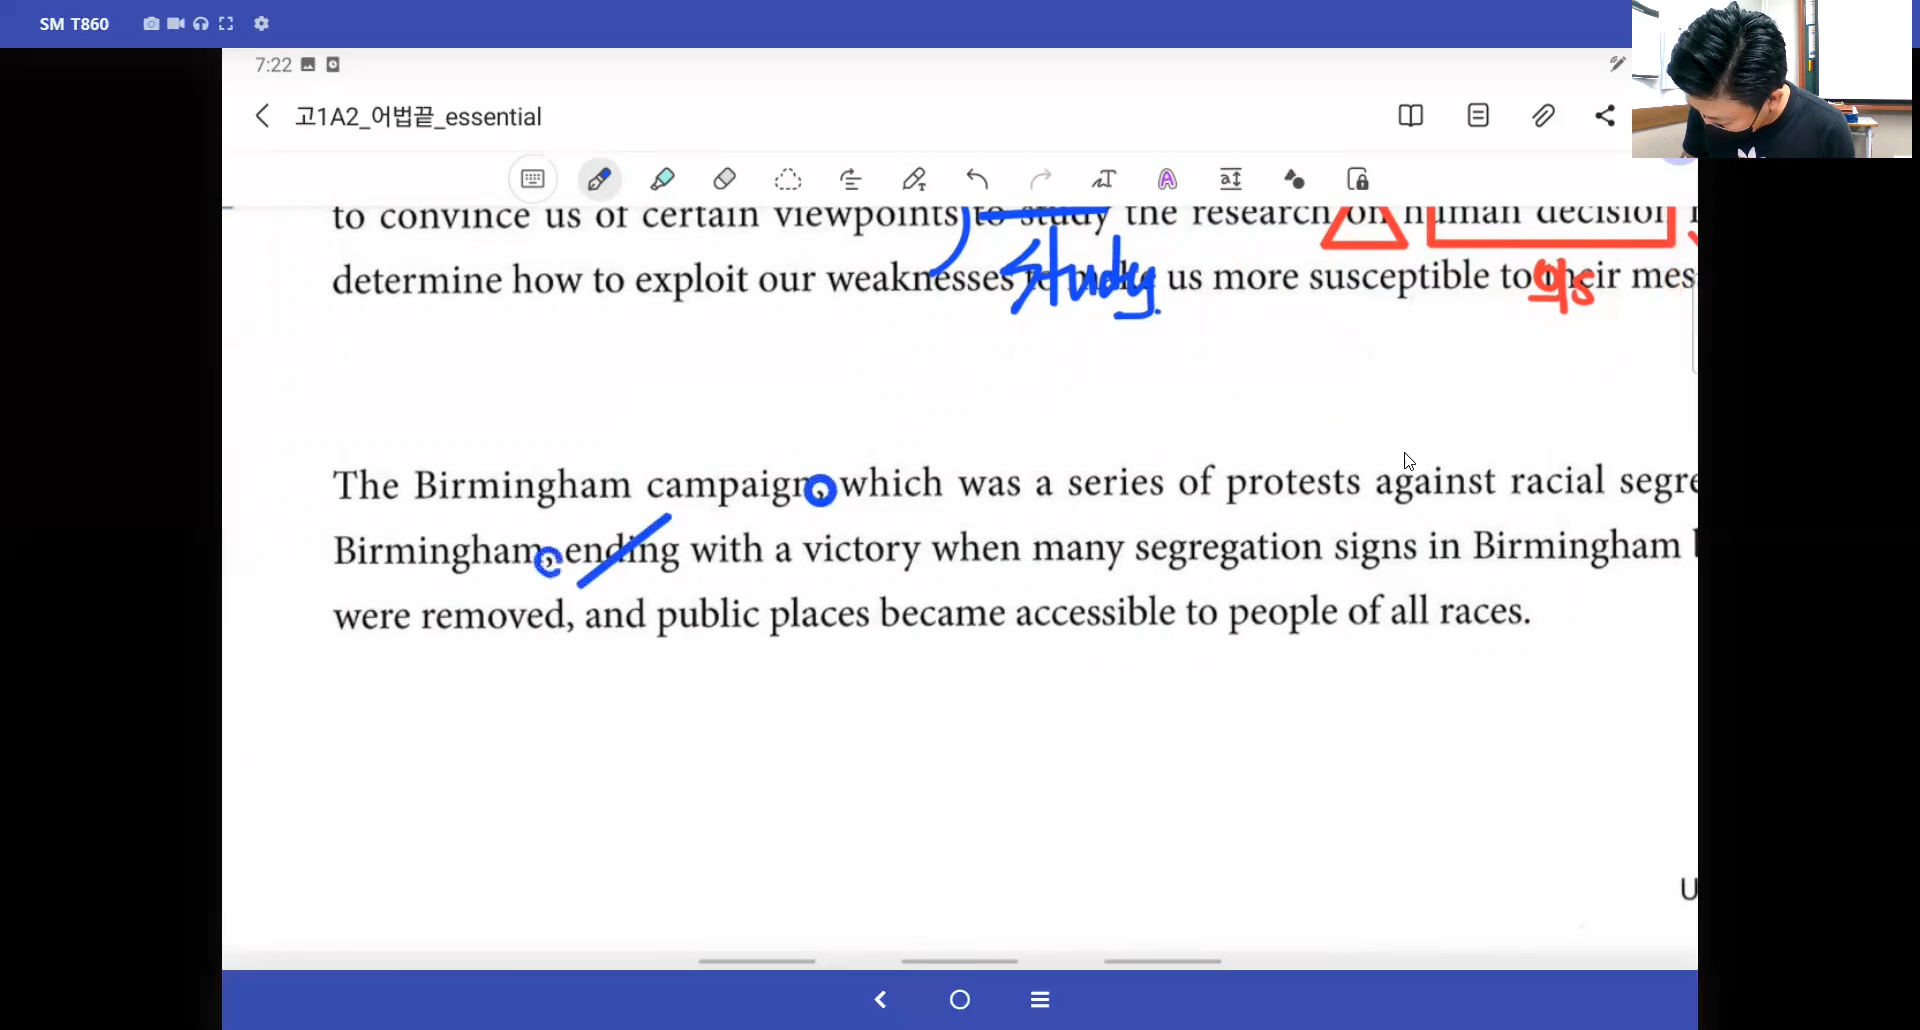 SM T860
7:22
고1A2_어법끝_essential
to convince us of certain viewpoints to study the research on human decision
study
determine how to exploit our weaknesses to make us more susceptible to their mes
o/s
The Birmingham campaign, which was a series of protests against racial segre
Birmingham, ending with a victory when many segregation signs in Birmingham
were removed, and public places became accessible to people of all races.
U